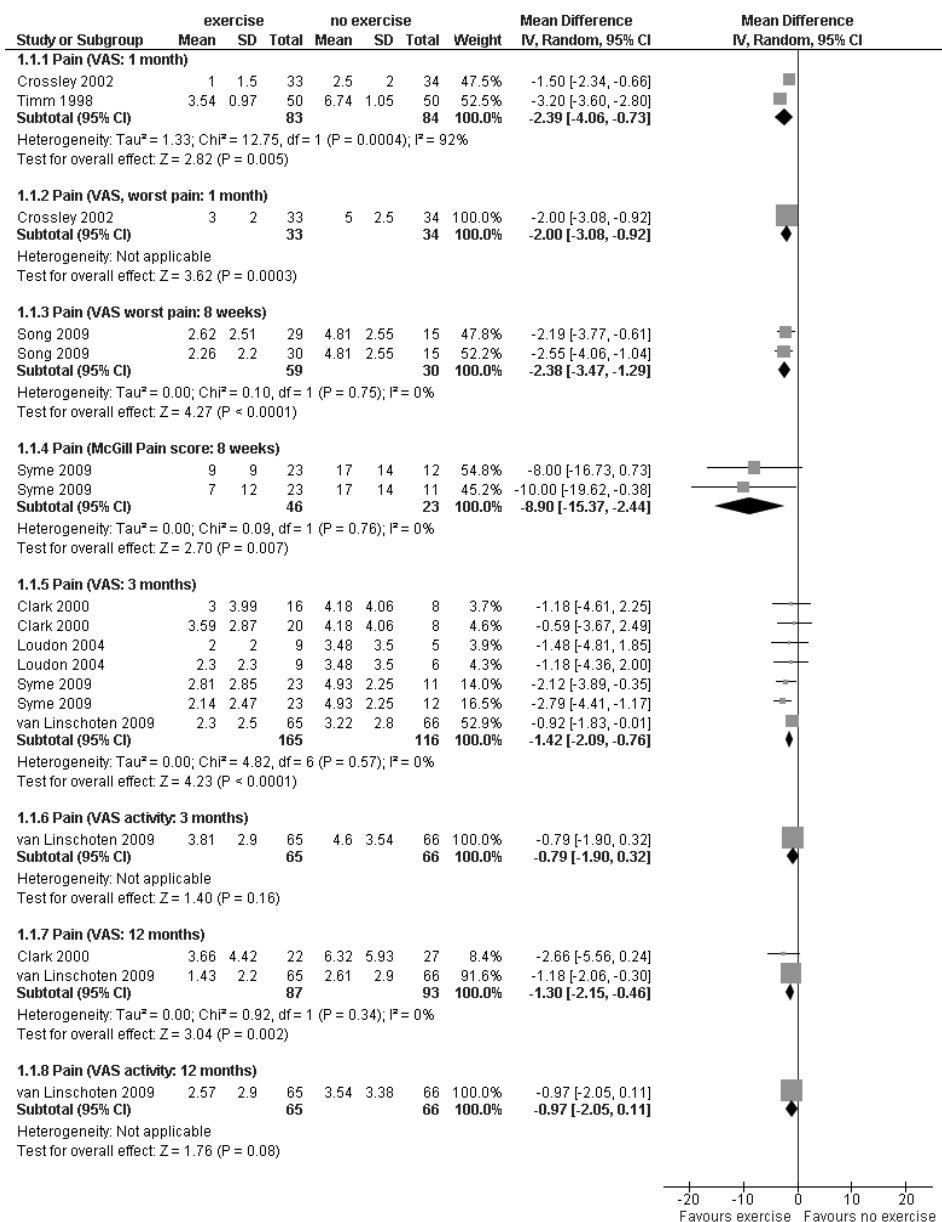 exercise no exercise Mean Difference Mean Difference
Study or Subgroup Mean SD Total Mean SD Total Weight IV, Random, 95% CI IV, Random, 95% CI
1.1.1 Pain (VAS: 1 month)
Crossley 2002 1 1.5 33 2.5 2 34 47.5% -1.50 [-2.34, -0.66]
Timm 1998 3.54 0.97 50 6.74 1.05 50 52.5% -3.20 [-3.60, -2.80]
Subtotal (95% CI) 83 84 100.0% -2.39 [-4.06, -0.73]
Heterogeneity: Tau² = 1.33; Chi² = 12.75, df = 1 (P = 0.0004); I² = 92%
Test for overall effect: Z = 2.82 (P = 0.005)
1.1.2 Pain (VAS, worst pain: 1 month)
Crossley 2002 3 2 33 5 2.5 34 100.0% -2.00 [-3.08, -0.92]
Subtotal (95% CI) 33 34 100.0% -2.00 [-3.08, -0.92]
Heterogeneity: Not applicable
Test for overall effect: Z = 3.62 (P = 0.0003)
1.1.3 Pain (VAS worst pain: 8 weeks)
Song 2009 2.62 2.51 29 4.81 2.55 15 47.8% -2.19 [-3.77, -0.61]
Song 2009 2.26 2.2 30 4.81 2.55 15 52.2% -2.55 [-4.06, -1.04]
Subtotal (95% CI) 59 30 100.0% -2.38 [-3.47, -1.29]
Heterogeneity: Tau² = 0.00; Chi² = 0.10, df = 1 (P = 0.75); I² = 0%
Test for overall effect: Z = 4.27 (P < 0.0001)
1.1.4 Pain (McGill Pain score: 8 weeks)
Syme 2009 9 9 23 17 14 12 54.8% -8.00 [-16.73, 0.73]
Syme 2009 7 12 23 17 14 11 45.2% -10.00 [-19.62, -0.38]
Subtotal (95% CI) 46 23 100.0% -8.90 [-15.37, -2.44]
Heterogeneity: Tau² = 0.00; Chi² = 0.09, df = 1 (P = 0.76); I² = 0%
Test for overall effect: Z = 2.70 (P = 0.007)
1.1.5 Pain (VAS: 3 months)
Clark 2000 3 3.99 16 4.18 4.06 8 3.7% -1.18 [-4.61, 2.25]
Clark 2000 3.59 2.87 20 4.18 4.06 8 4.6% -0.59 [-3.67, 2.49]
Loudon 2004 2 2 9 3.48 3.5 5 3.9% -1.48 [-4.81, 1.85]
Loudon 2004 2.3 2.3 9 3.48 3.5 6 4.3% -1.18 [-4.36, 2.00]
Syme 2009 2.81 2.85 23 4.93 2.25 11 14.0% -2.12 [-3.89, -0.35]
Syme 2009 2.14 2.47 23 4.93 2.25 12 16.5% -2.79 [-4.41, -1.17]
van Linschoten 2009 2.3 2.5 65 3.22 2.8 66 52.9% -0.92 [-1.83, -0.01]
Subtotal (95% CI) 165 116 100.0% -1.42 [-2.09, -0.76]
Heterogeneity: Tau² = 0.00; Chi² = 4.82, df = 6 (P = 0.57); I² = 0%
Test for overall effect: Z = 4.23 (P < 0.0001)
1.1.6 Pain (VAS activity: 3 months)
van Linschoten 2009 3.81 2.9 65 4.6 3.54 66 100.0% -0.79 [-1.90, 0.32]
Subtotal (95% CI) 65 66 100.0% -0.79 [-1.90, 0.32]
Heterogeneity: Not applicable
Test for overall effect: Z = 1.40 (P = 0.16)
1.1.7 Pain (VAS: 12 months)
Clark 2000 3.66 4.42 22 6.32 5.93 27 8.4% -2.66 [-5.56, 0.24]
van Linschoten 2009 1.43 2.2 65 2.61 2.9 66 91.6% -1.18 [-2.06, -0.30]
Subtotal (95% CI) 87 93 100.0% -1.30 [-2.15, -0.46]
Heterogeneity: Tau² = 0.00; Chi² = 0.92, df = 1 (P = 0.34); I² = 0%
Test for overall effect: Z = 3.04 (P = 0.002)
1.1.8 Pain (VAS activity: 12 months)
van Linschoten 2009 2.57 2.9 65 3.54 3.38 66 100.0% -0.97 [-2.05, 0.11]
Subtotal (95% CI) 65 66 100.0% -0.97 [-2.05, 0.11]
Heterogeneity: Not applicable
Test for overall effect: Z = 1.76 (P = 0.08)
-20 -10 0 10 20
Favours exercise Favours no exercise